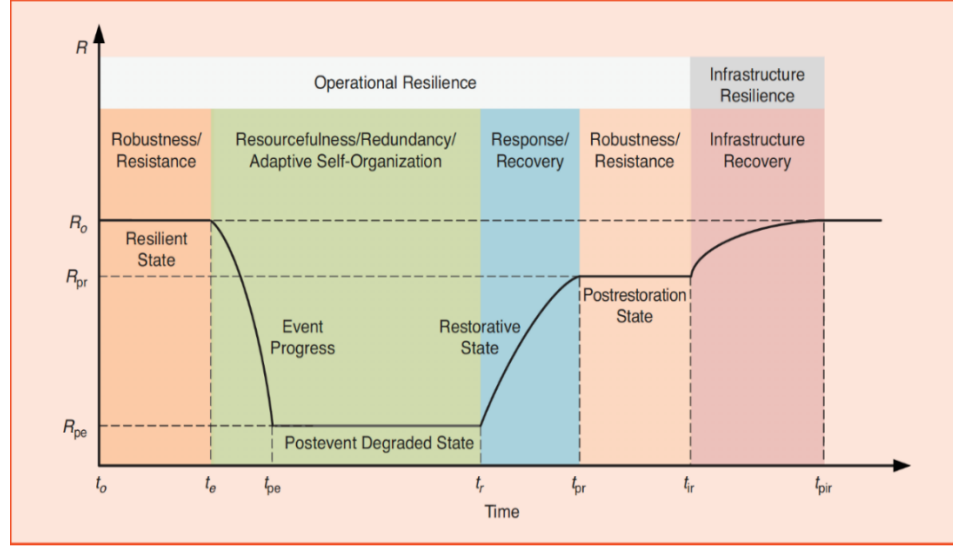 R
Operational Resilience
Infrastructure
Resilience
Robustness/
Resistance
Resourcefulness/Redundancy/
Adaptive Self-Organization
Response/
Recovery
Robustness/
Resistance
Infrastructure
Recovery
Ro
Resilient
State
Rpr
Event
Progress
Restorative
State
Postrestoration
State
Rpe
Postevent Degraded State
to te tpe tr tpr tir tpir
Time